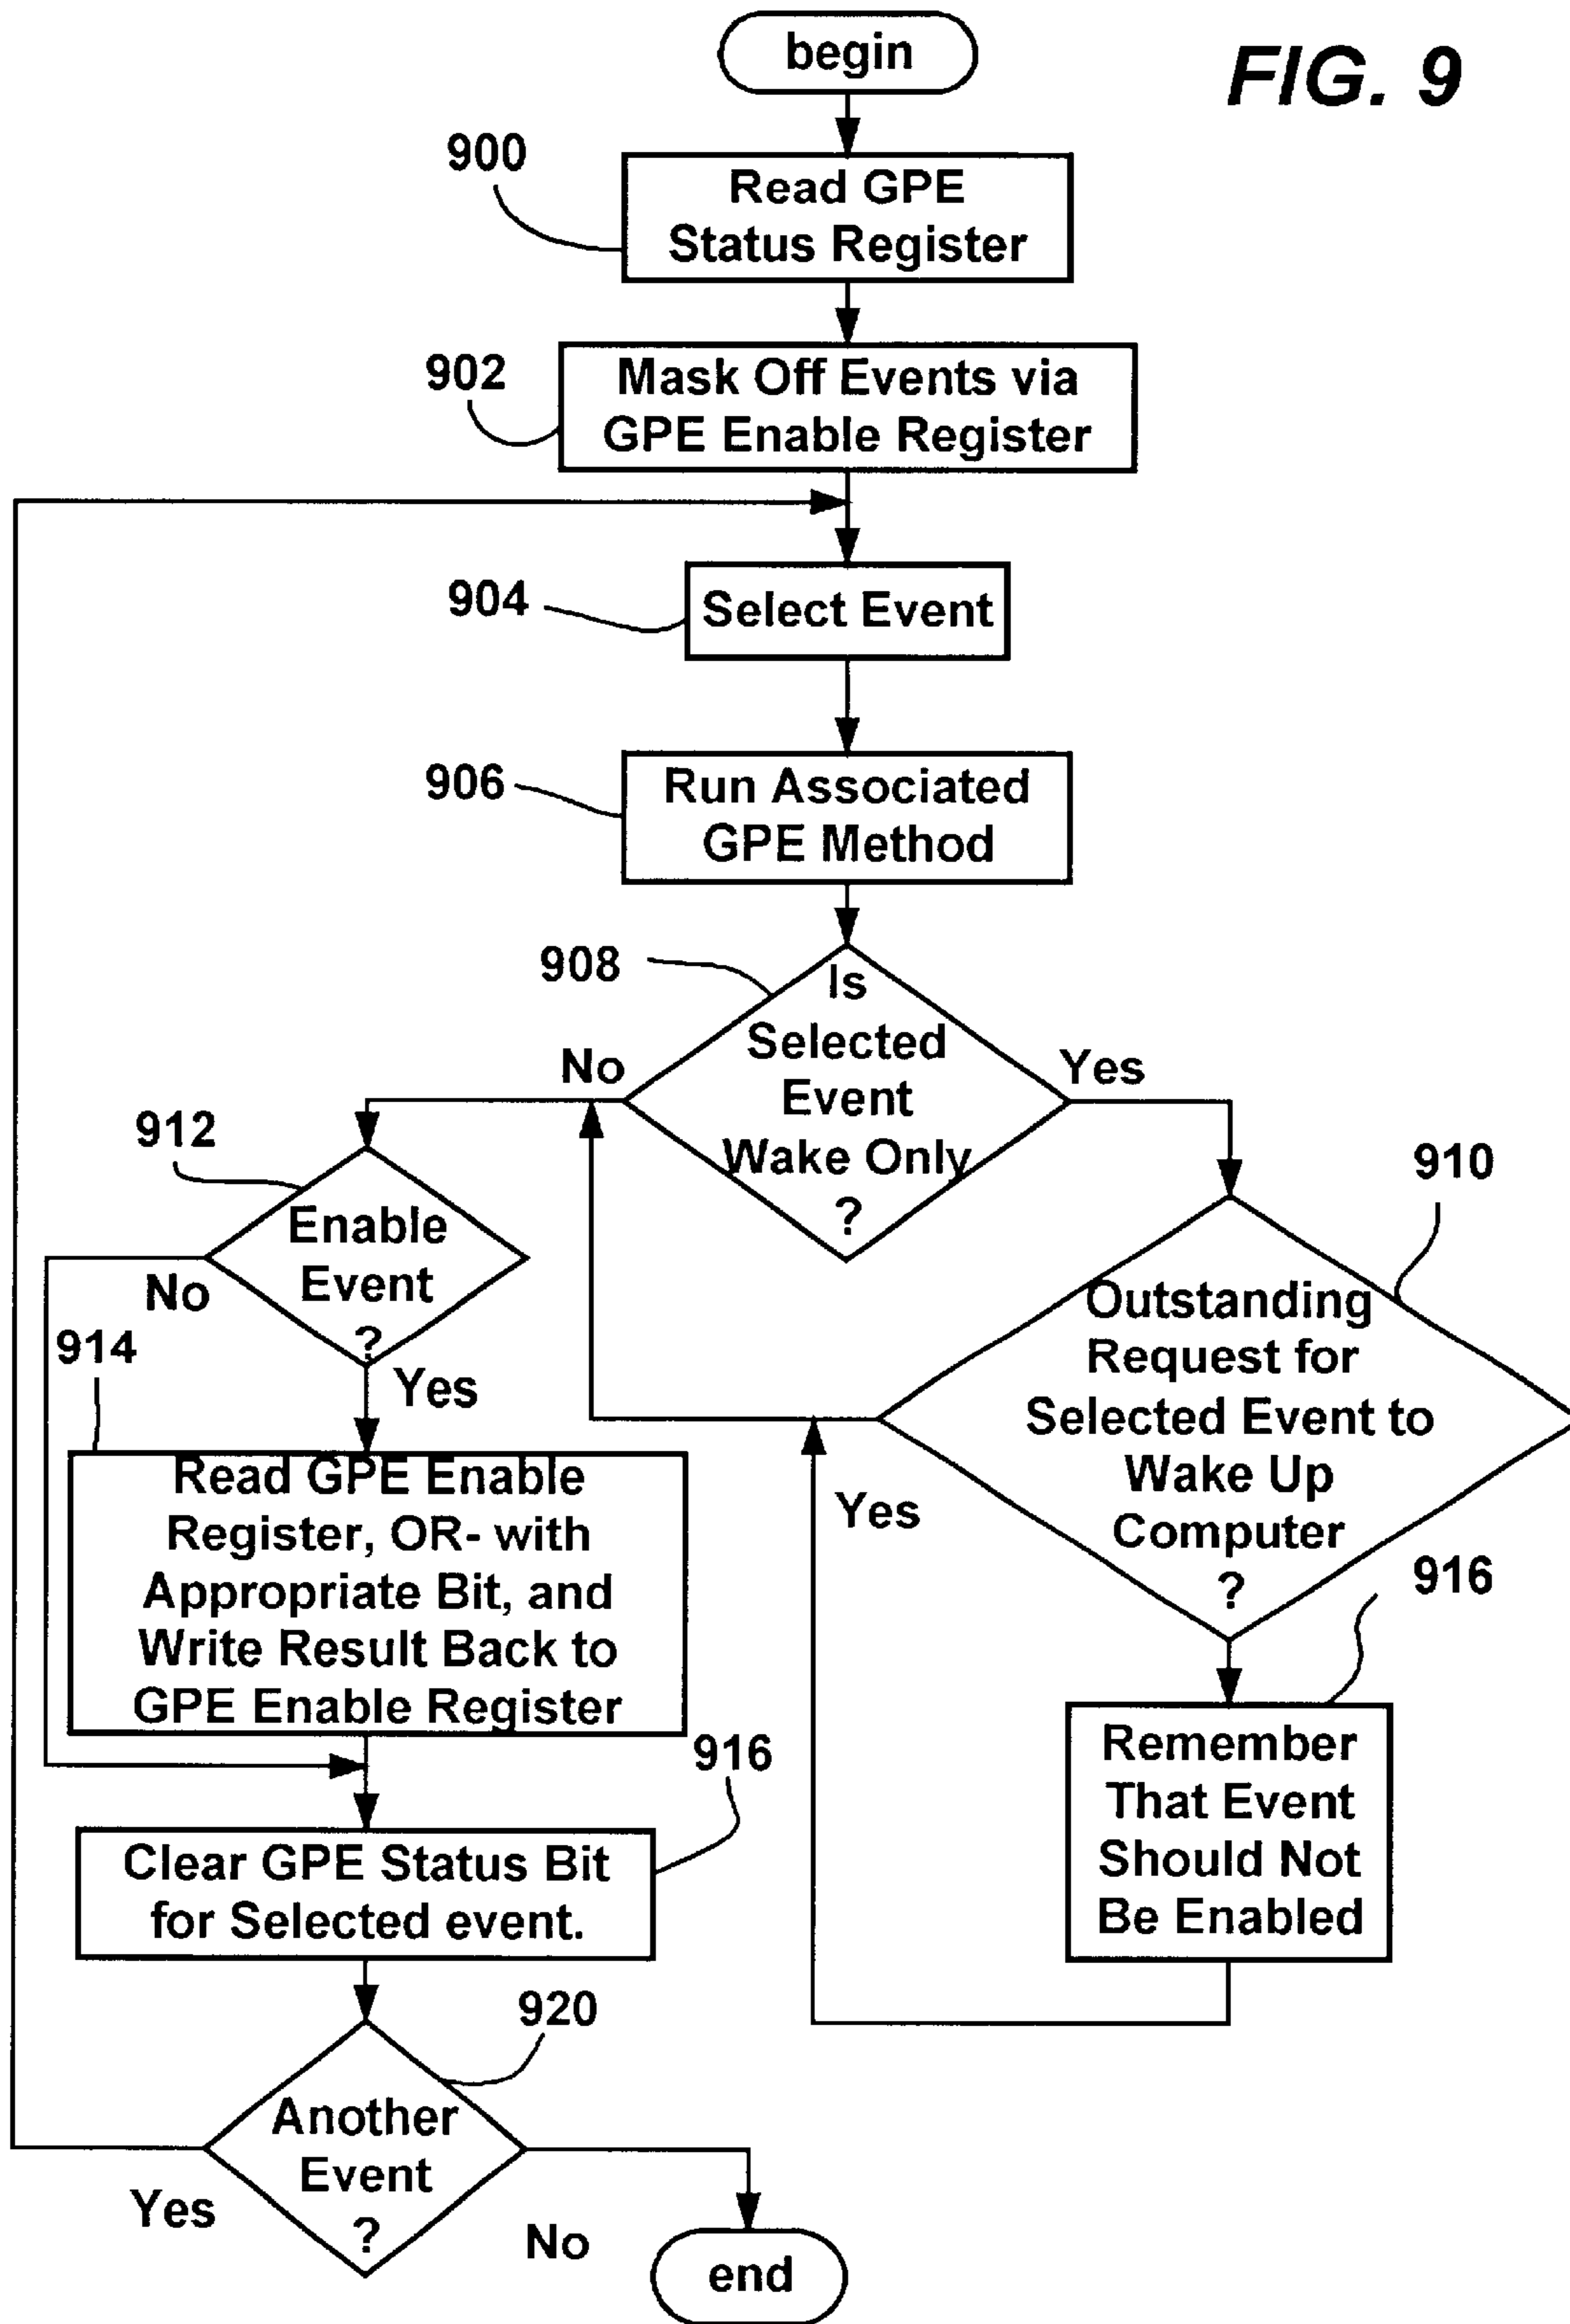 begin
FIG. 9
900
Read GPE
Status Register
902
Mask Off Events via
GPE Enable Register
904
Select Event
906
Run Associated
GPE Method
908
Is
Selected
Event
Wake Only
?
No
Yes
912
Enable
Event
?
No
Yes
910
Outstanding
Request for
Selected Event to
Wake Up
Computer
?
Yes
914
Read GPE Enable
Register, OR- with
Appropriate Bit, and
Write Result Back to
GPE Enable Register
916
Remember
That Event
Should Not
Be Enabled
916
Clear GPE Status Bit
for Selected event.
920
Another
Event
?
Yes
No
end